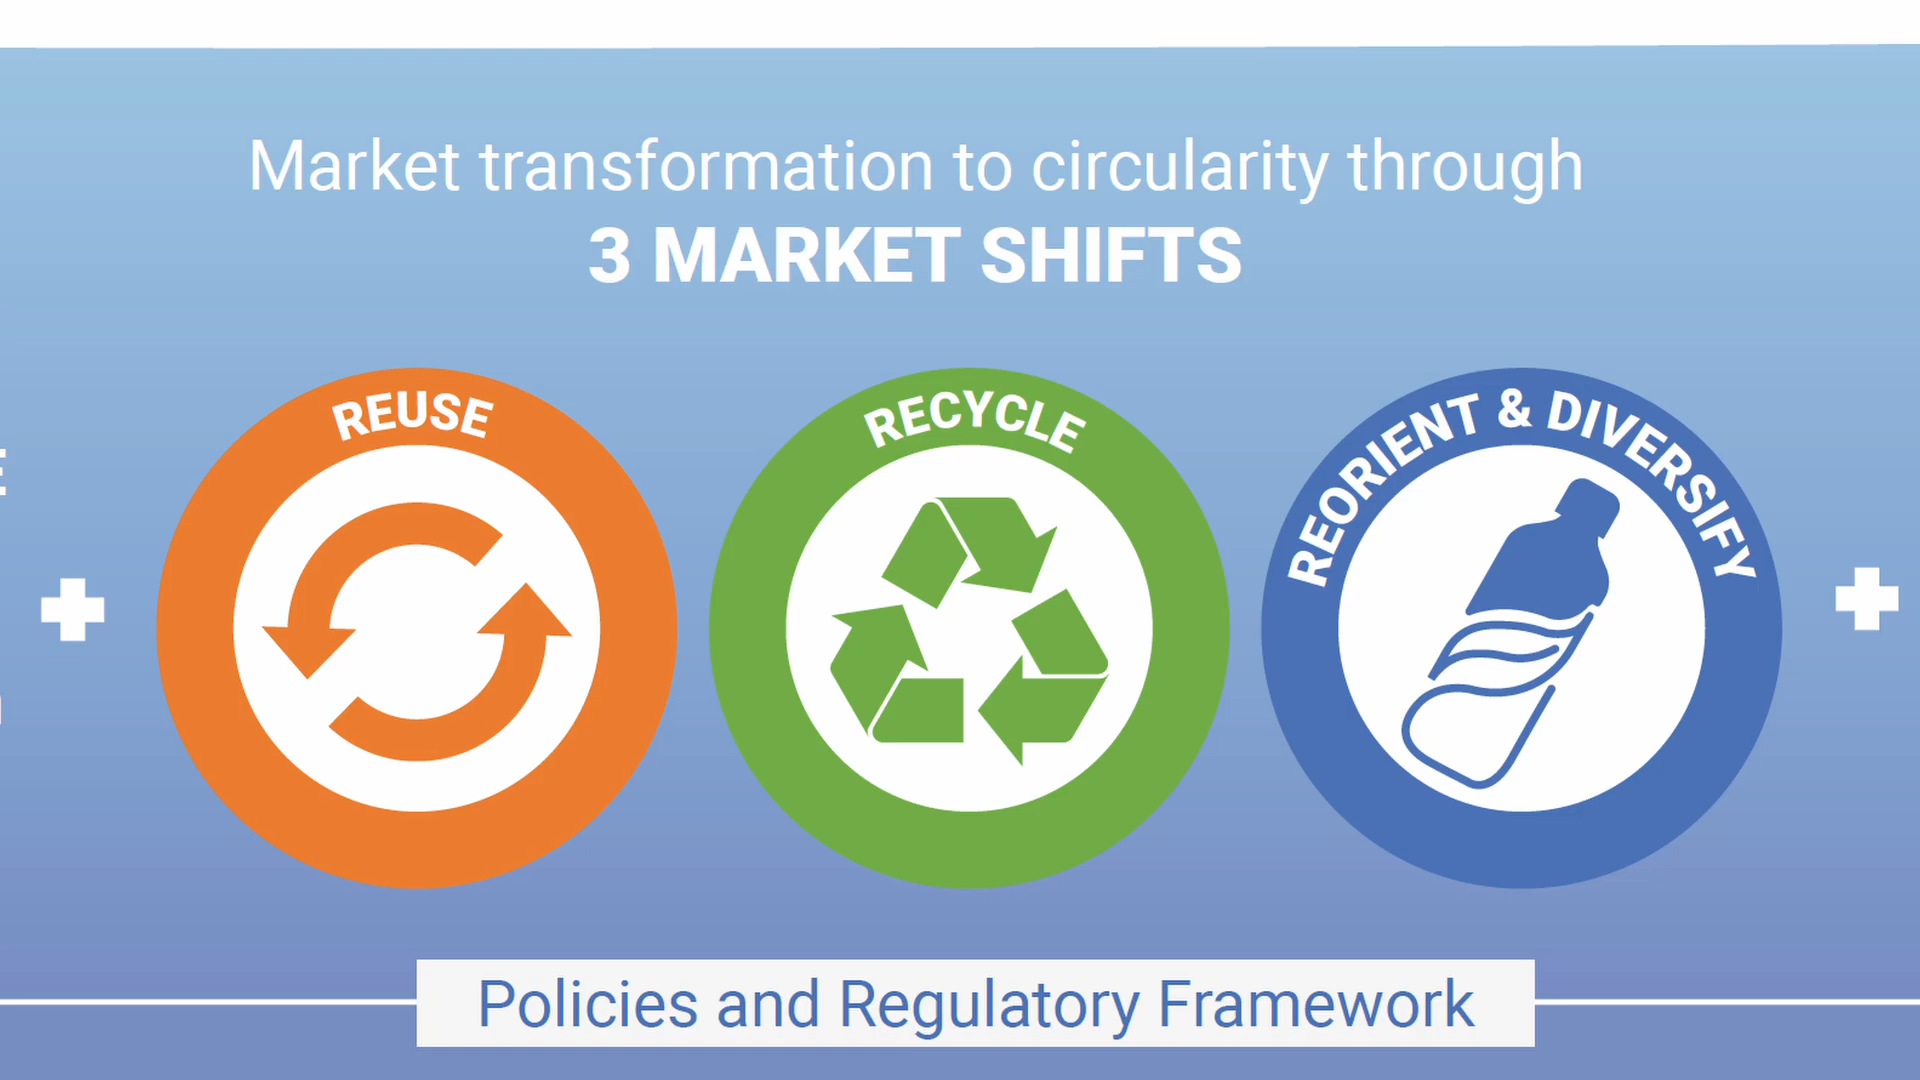 Market transformation to circularity through
3 MARKET SHIFTS
REUSE
RECYCLE
REORIENT & DIVERSIFY
Policies and Regulatory Framework